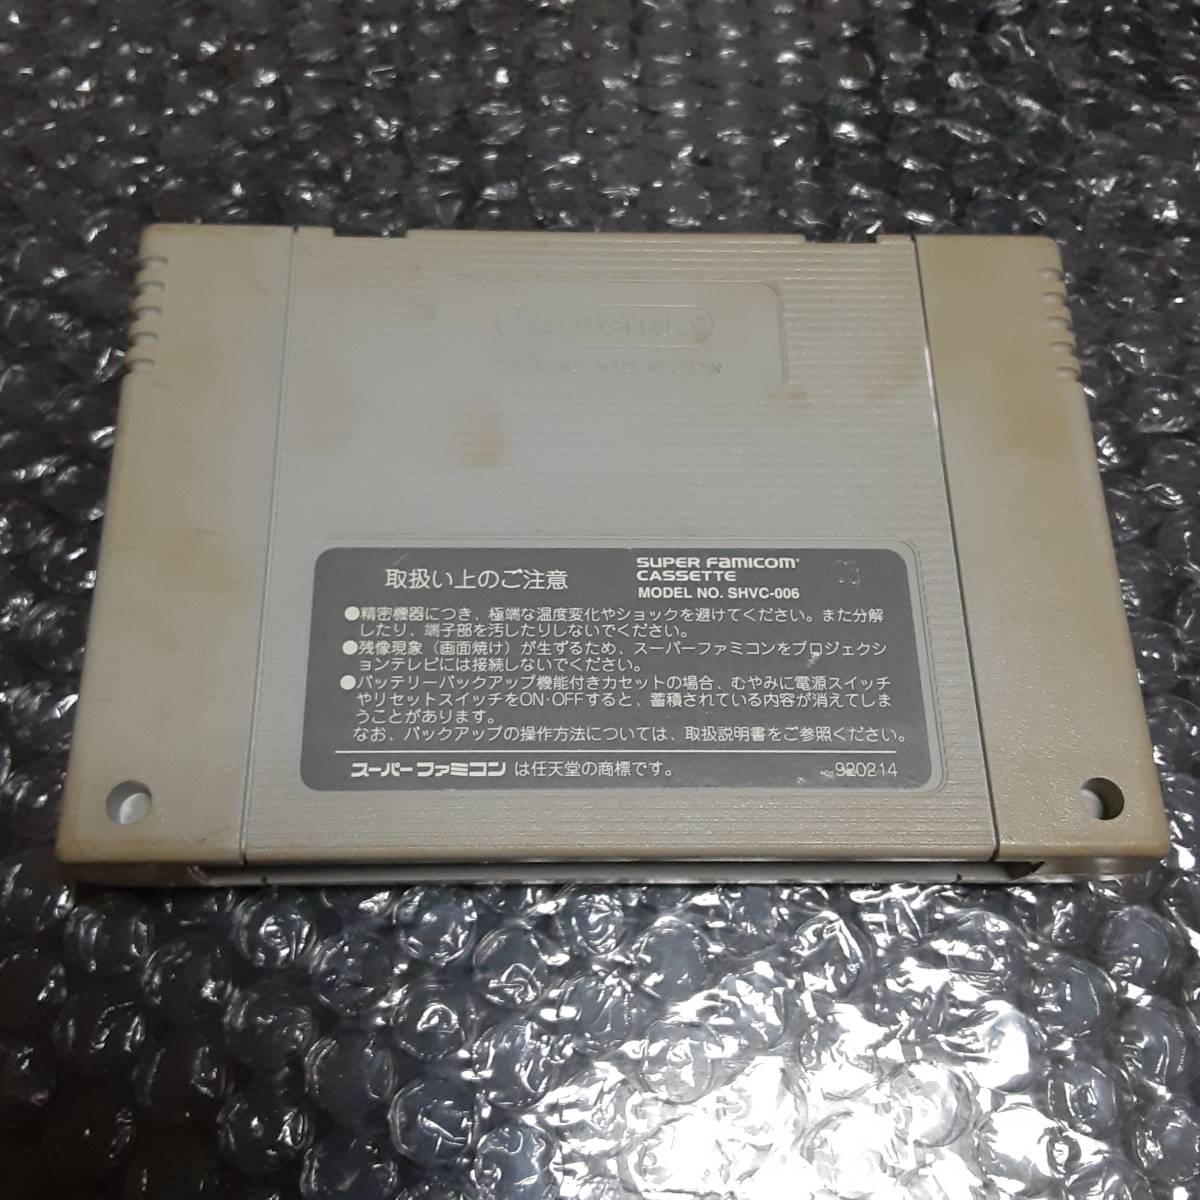 Nintendo
MADE IN JAPAN
取扱い上のご注意
SUPER FAMICOM
CASSETTE
MODEL NO. SHVC-006
●精密機器につき、極端な温度変化やショックを避けてください。また分解
したり、端子部を汚したりしないでください。
●残像現象（画面焼け）が生ずるため、スーパーファミコンをプロジェクシ
ョンテレビには接続しないでください。
●バッテリーバックアップ機能付きカセットの場合、むやみに電源スイッチ
やリセットスイッチをON・OFFすると、蓄積されている内容が消えてしま
うことがあります。
なお、バックアップの操作方法については、取扱説明書をご参照ください。
スーパーファミコン は任天堂の商標です。
920214